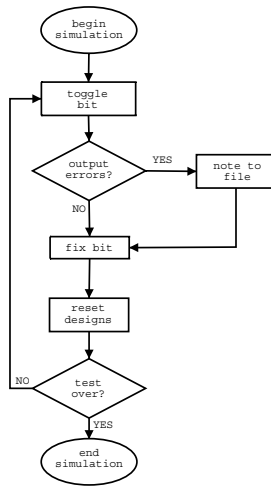 begin
simulation
toggle
bit
output
errors?
YES
note to
file
NO
fix bit
reset
designs
NO
test
over?
YES
end
simulation